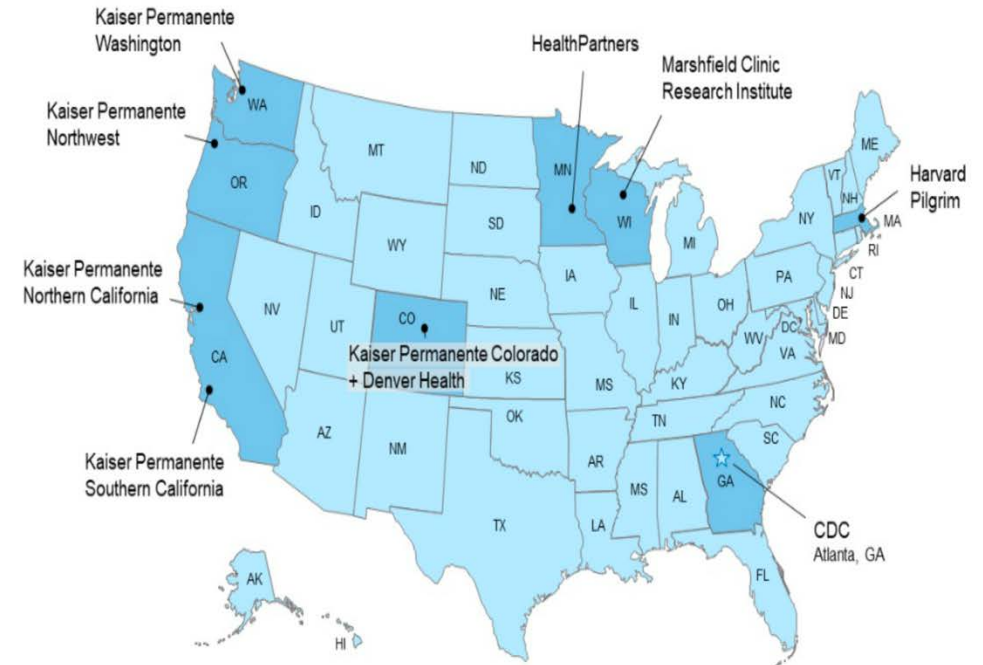 Kaiser Permanente
Washington
HealthPartners
Marshfield Clinic
Research Institute
Kaiser Permanente
Northwest
Harvard
Pilgrim
Kaiser Permanente
Northern California
Kaiser Permanente Colorado
+ Denver Health
Kaiser Permanente
Southern California
CDC
Atlanta, GA
WA
OR
CA
ID
NV
MT
WY
UT
CO
AZ
NM
ND
SD
NE
KS
OK
TX
MN
IA
MS
AR
LA
WI
IL
MI
IN
OH
KY
TN
MS
AL
GA
FL
SC
NC
VA
WV
DC
MD
DE
NJ
PA
NY
CT
RI
MA
VT
NH
ME
AK
HI